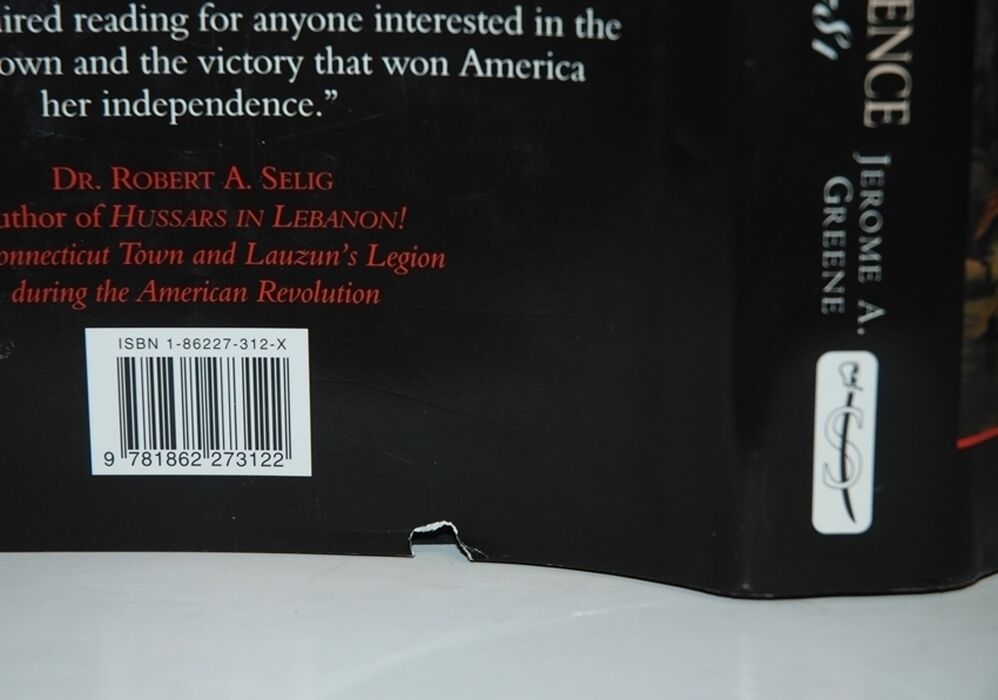 ired reading for anyone interested in the
own and the victory that won America
her independence.”
DR. ROBERT A. SELIG
uthor of HUSSARS IN LEBANON!
onnecticut Town and Lauzun's Legion
during the American Revolution
ISBN 1-86227-312-X
9 781862 273122
ENCE
81
JEROME A.
GREENE